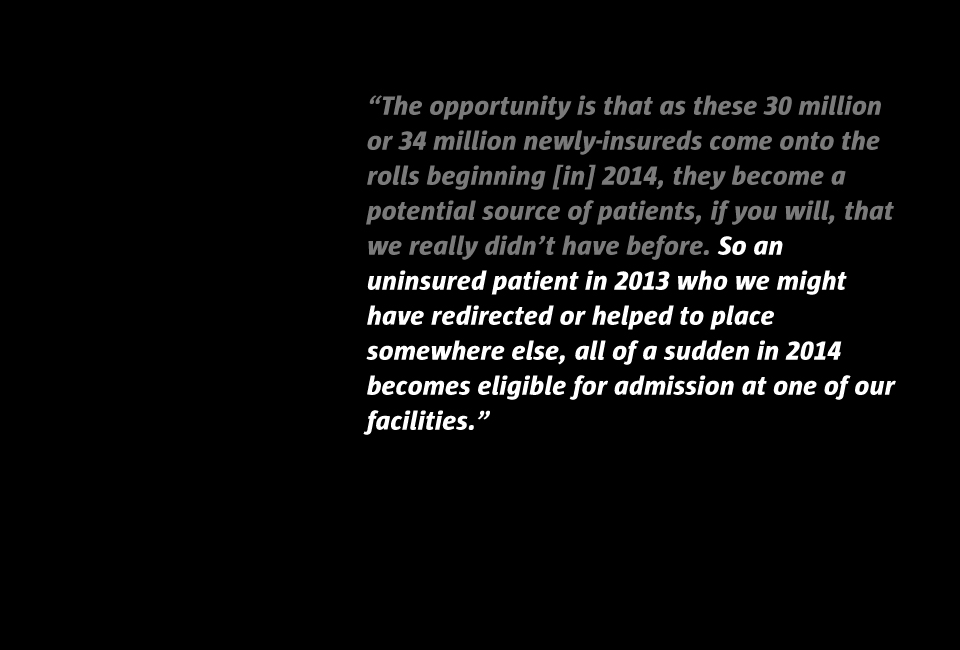 “The opportunity is that as these 30 million
or 34 million newly-insureds come onto the
rolls beginning [in] 2014, they become a
potential source of patients, if you will, that
we really didn’t have before. So an
uninsured patient in 2013 who we might
have redirected or helped to place
somewhere else, all of a sudden in 2014
becomes eligible for admission at one of our
facilities.”